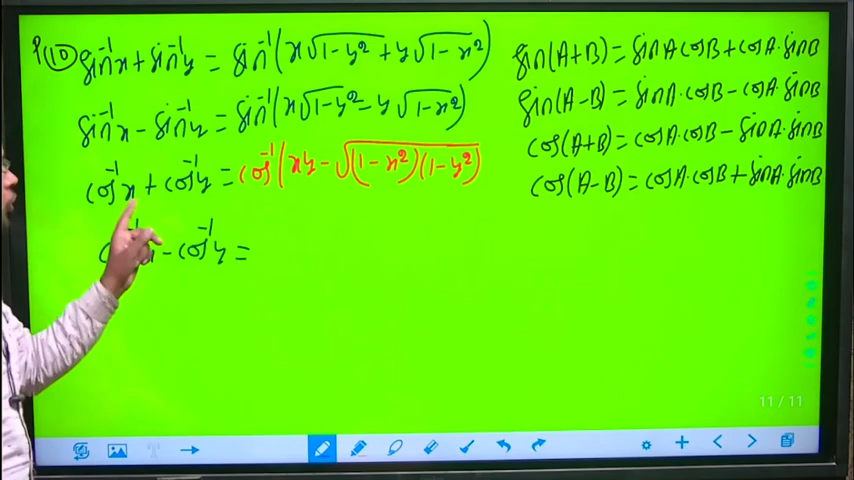 P(10) sin⁻¹x + sin⁻¹y = sin⁻¹(x√1-y² + y√1-x²)
sin⁻¹x - sin⁻¹y = sin⁻¹(x√1-y² - y√1-x²)
cos⁻¹x + cos⁻¹y = cos⁻¹(xy - √(1-x²)(1-y²)
- cos⁻¹y =
sin(A+B) = sinA cosB + cosA·sinB
sin(A-B) = sinA·cosB - cosA·sinB
cos(A+B) = cosA·cosB - sinA·sinB
cos(A-B) = cosA·cosB + sinA·sinB
11/11